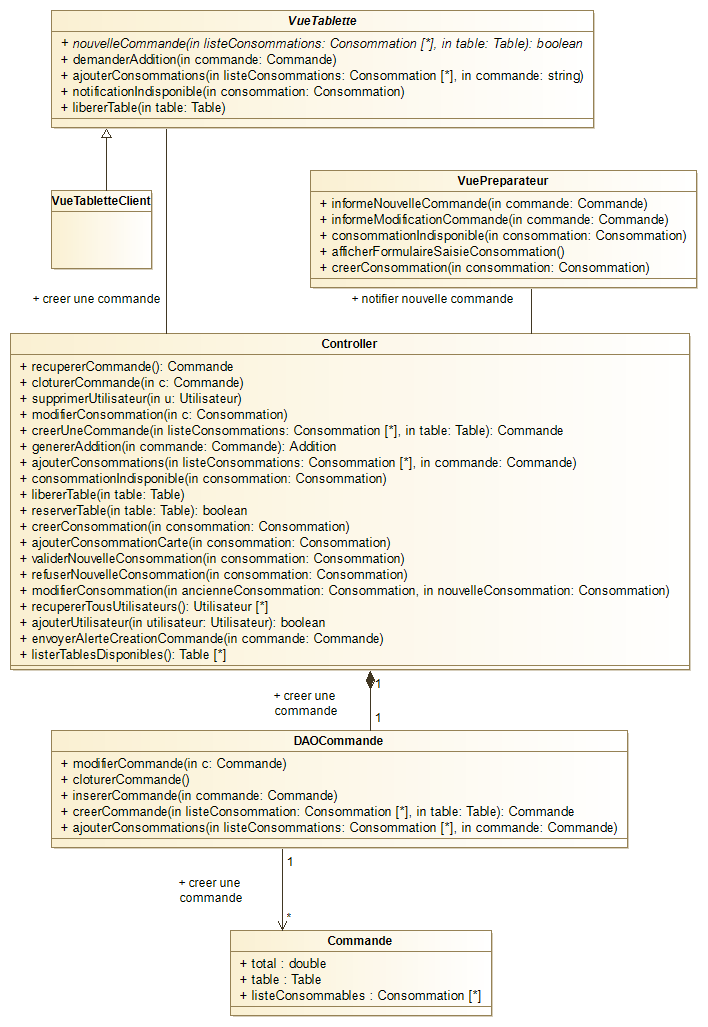 VueTablette
+ nouvelleCommande(in listeConsommations: Consommation [*], in table: Table): boolean
+ demanderAddition(in commande: Commande)
+ ajouterConsommations(in listeConsommations: Consommation [*], in commande: string)
+ notificationIndisponible(in consommation: Consommation)
+ libererTable(in table: Table)
VueTabletteClient
VuePreparateur
+ informeNouvelleCommande(in commande: Commande)
+ informeModificationCommande(in commande: Commande)
+ consommationIndisponible(in consommation: Consommation)
+ afficherFormulaireSaisieConsommation()
+ creerConsommation(in consommation: Consommation)
+ creer une commande
+ notifier nouvelle commande
Controller
+ recupererCommande(): Commande
+ cloturerCommande(in c: Commande)
+ supprimerUtilisateur(in u: Utilisateur)
+ modifierConsommation(in c: Consommation)
+ creerUneCommande(in listeConsommations: Consommation [*], in table: Table): Commande
+ genererAddition(in commande: Commande): Addition
+ ajouterConsommations(in listeConsommations: Consommation [*], in commande: Commande)
+ consommationIndisponible(in consommation: Consommation)
+ libererTable(in table: Table)
+ reserverTable(in table: Table): boolean
+ creerConsommation(in consommation: Consommation)
+ ajouterConsommationCarte(in consommation: Consommation)
+ validerNouvelleConsommation(in consommation: Consommation)
+ refuserNouvelleConsommation(in consommation: Consommation)
+ modifierConsommation(in ancienneConsommation: Consommation, in nouvelleConsommation: Consommation)
+ recupererTousUtilisateurs(): Utilisateur [*]
+ ajouterUtilisateur(in utilisateur: Utilisateur): boolean
+ envoyerAlerteCreationCommande(in commande: Commande)
+ listerTablesDisponibles(): Table [*]
1
+ creer une
commande
1
DAOCommande
+ modifierCommande(in c: Commande)
+ cloturerCommande()
+ insererCommande(in commande: Commande)
+ creerCommande(in listeConsommation: Consommation [*], in table: Table): Commande
+ ajouterConsommations(in listeConsommations: Consommation [*], in commande: Commande)
1
+ creer une
commande
*
Commande
+ total : double
+ table : Table
+ listeConsommables : Consommation [*]